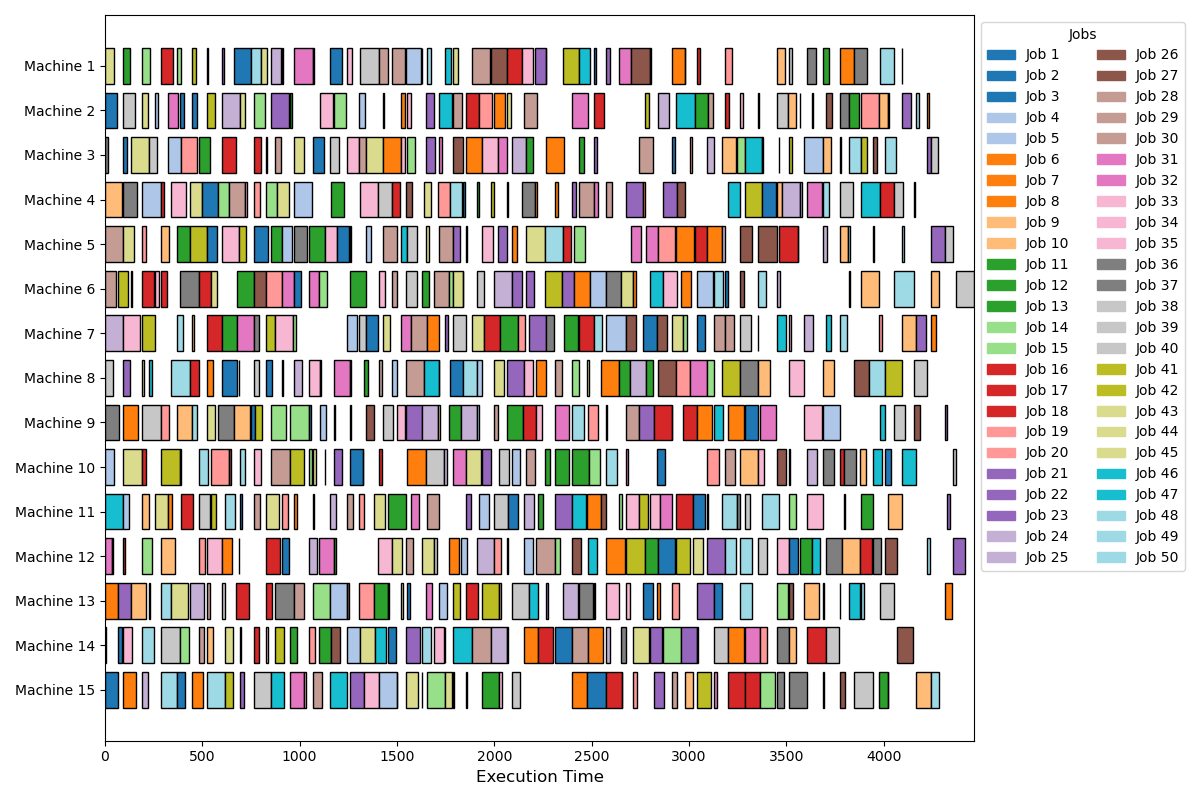 Machine 1
Machine 2
Machine 3
Machine 4
Machine 5
Machine 6
Machine 7
Machine 8
Machine 9
Machine 10
Machine 11
Machine 12
Machine 13
Machine 14
Machine 15
0 500 1000 1500 2000 2500 3000 3500 4000
Execution Time
Jobs
Job 1 Job 26
Job 2 Job 27
Job 3 Job 28
Job 4 Job 29
Job 5 Job 30
Job 6 Job 31
Job 7 Job 32
Job 8 Job 33
Job 9 Job 34
Job 10 Job 35
Job 11 Job 36
Job 12 Job 37
Job 13 Job 38
Job 14 Job 39
Job 15 Job 40
Job 16 Job 41
Job 17 Job 42
Job 18 Job 43
Job 19 Job 44
Job 20 Job 45
Job 21 Job 46
Job 22 Job 47
Job 23 Job 48
Job 24 Job 49
Job 25 Job 50